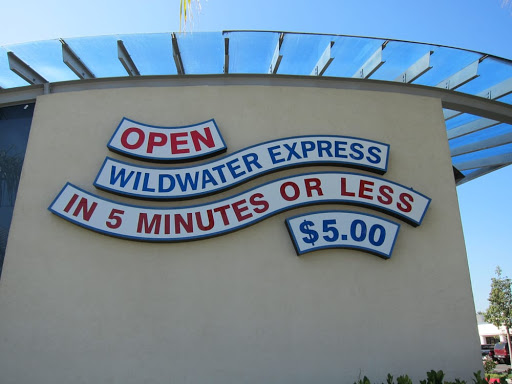 OPEN
WILDWATER EXPRESS
IN 5 MINUTES OR LESS
$5.00